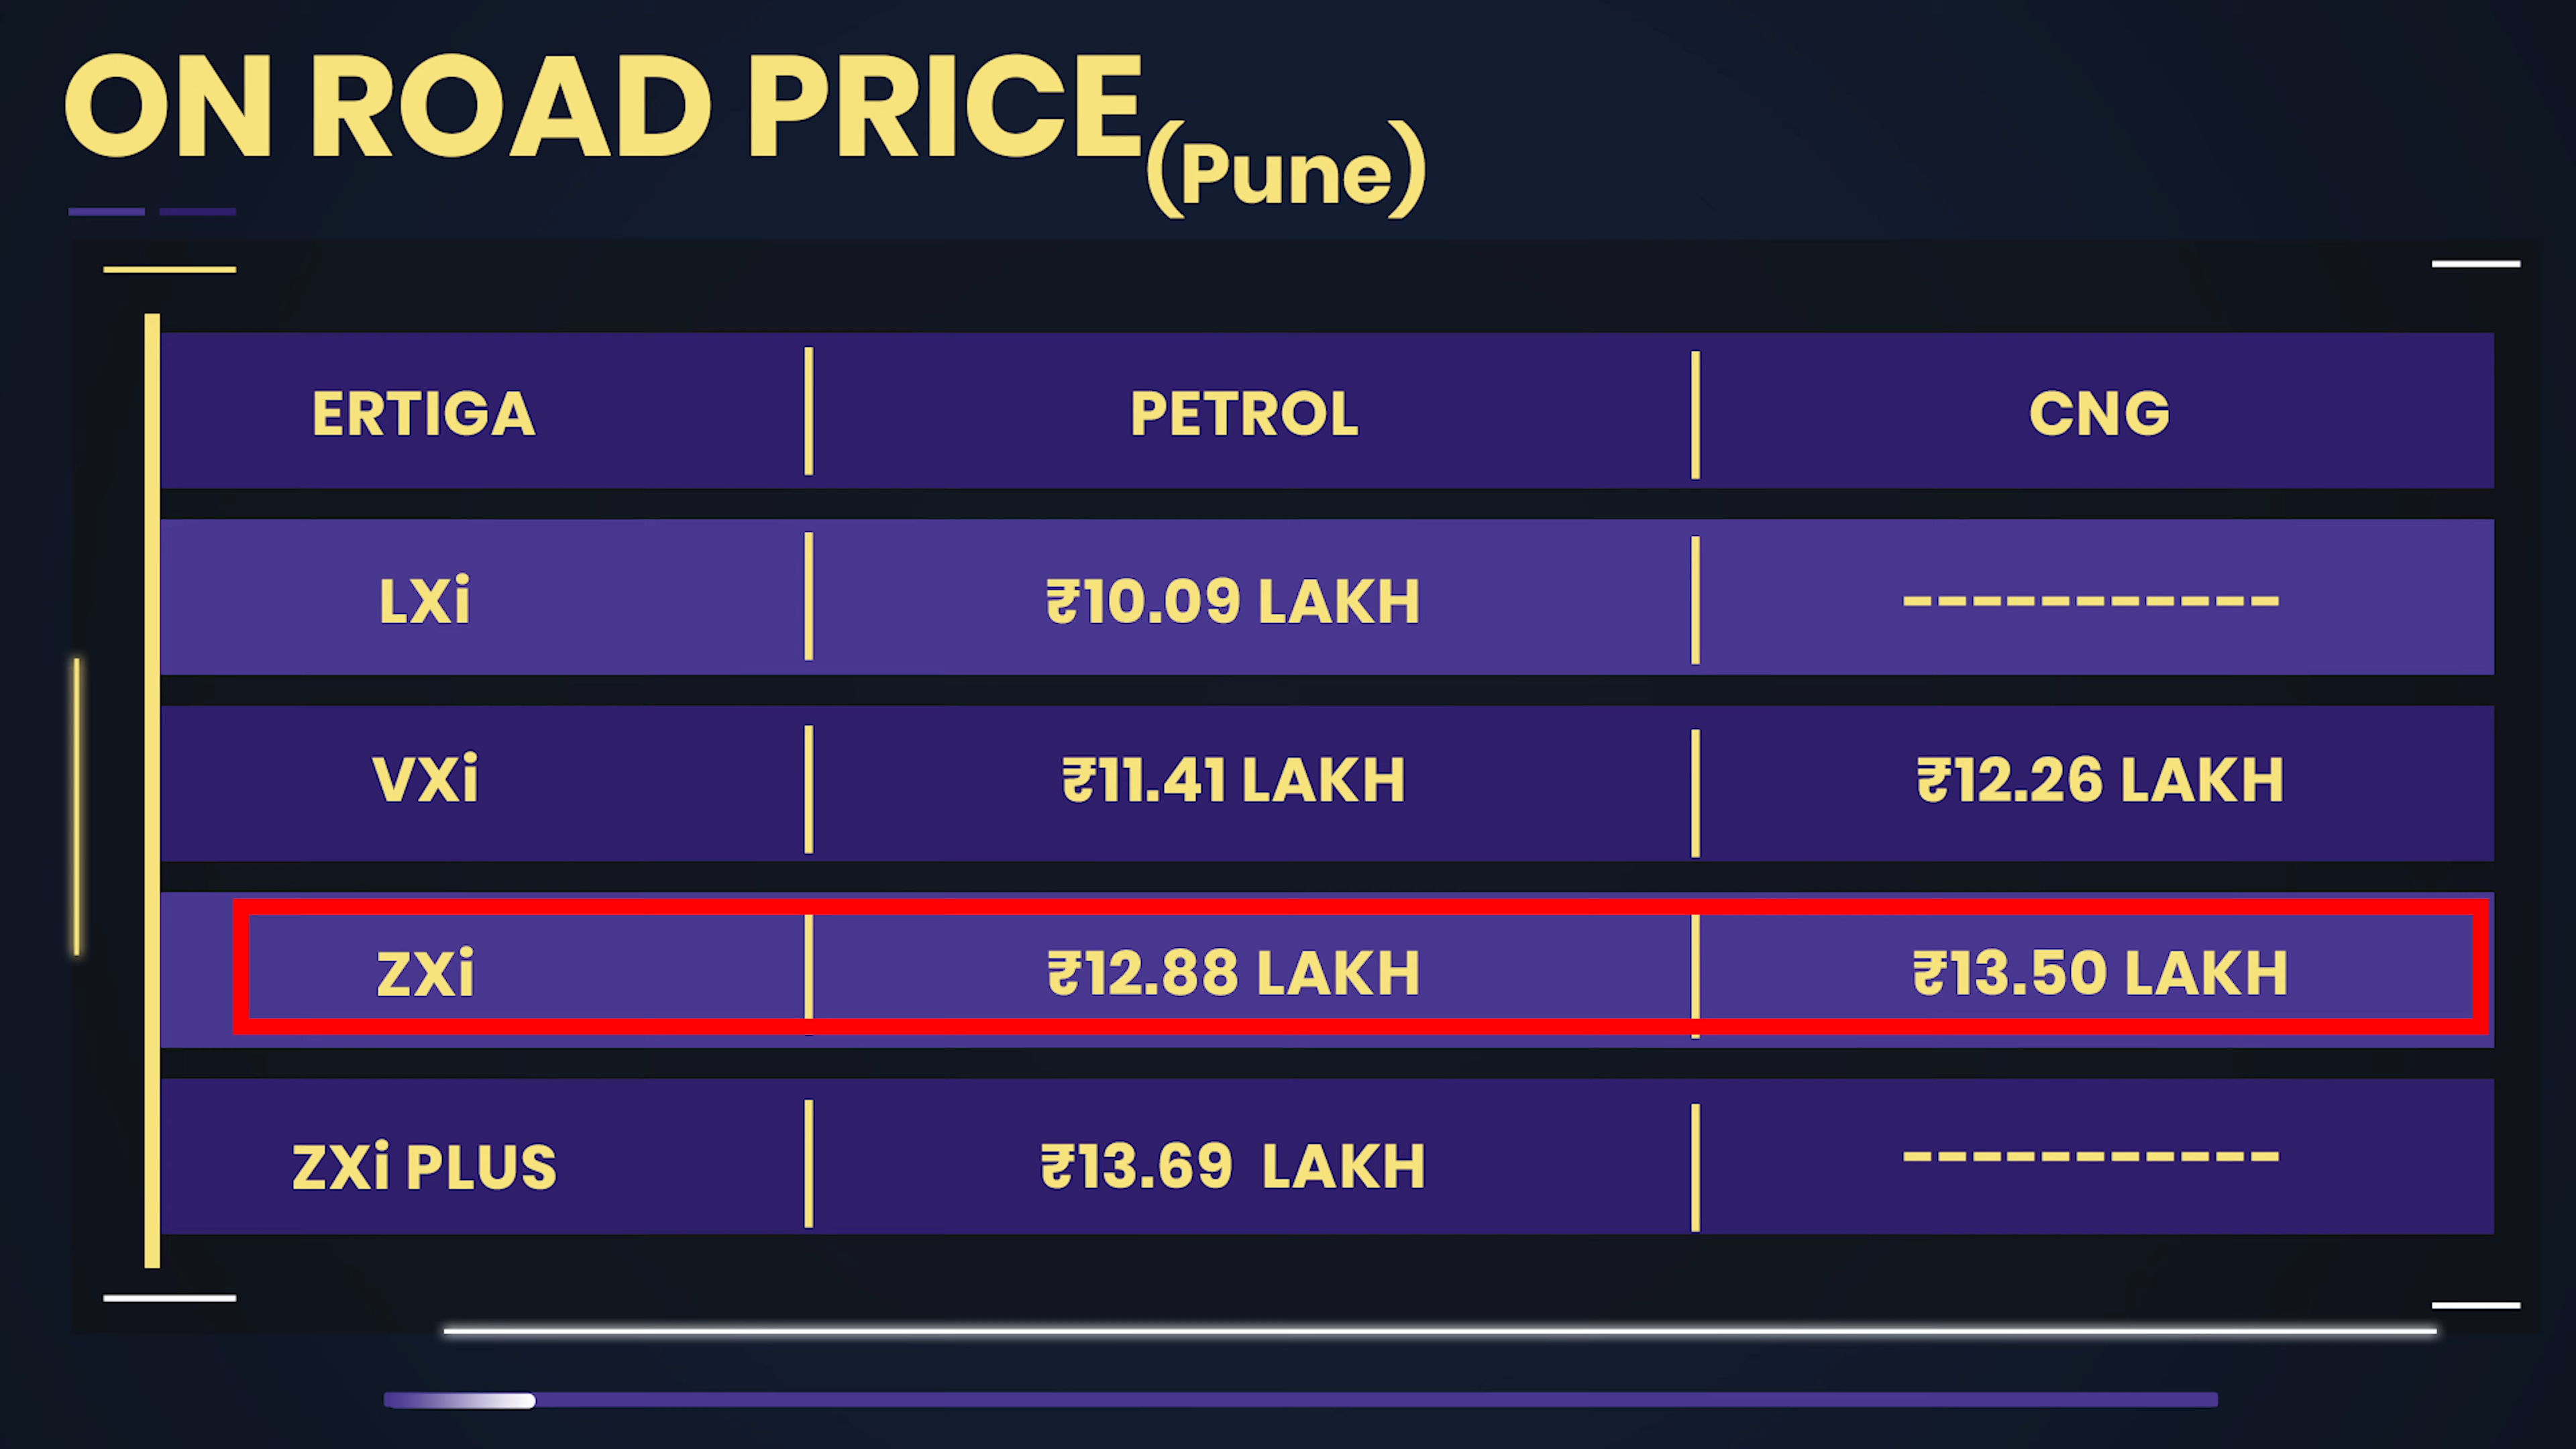 ON ROAD PRICE (Pune)
ERTIGA PETROL CNG
LXi ₹10.09 LAKH -----------
VXi ₹11.41 LAKH ₹12.26 LAKH
ZXi ₹12.88 LAKH ₹13.50 LAKH
ZXi PLUS ₹13.69 LAKH -----------